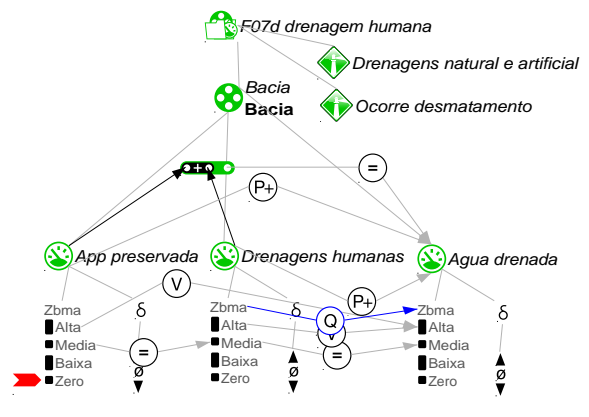 F07d drenagem humana
Drenagens natural e artificial
Bacia
Bacia
Ocorre desmatamento
+
=
P+
App preservada
Drenagens humanas
Agua drenada
V
Zbma
δ
Zbma
δ
P+
Zbma
δ
Alta
Alta
Q
Alta
V
Media
=
Media
=
Media
Baixa
ø
Baixa
ø
Baixa
ø
Zero
Zero
Zero